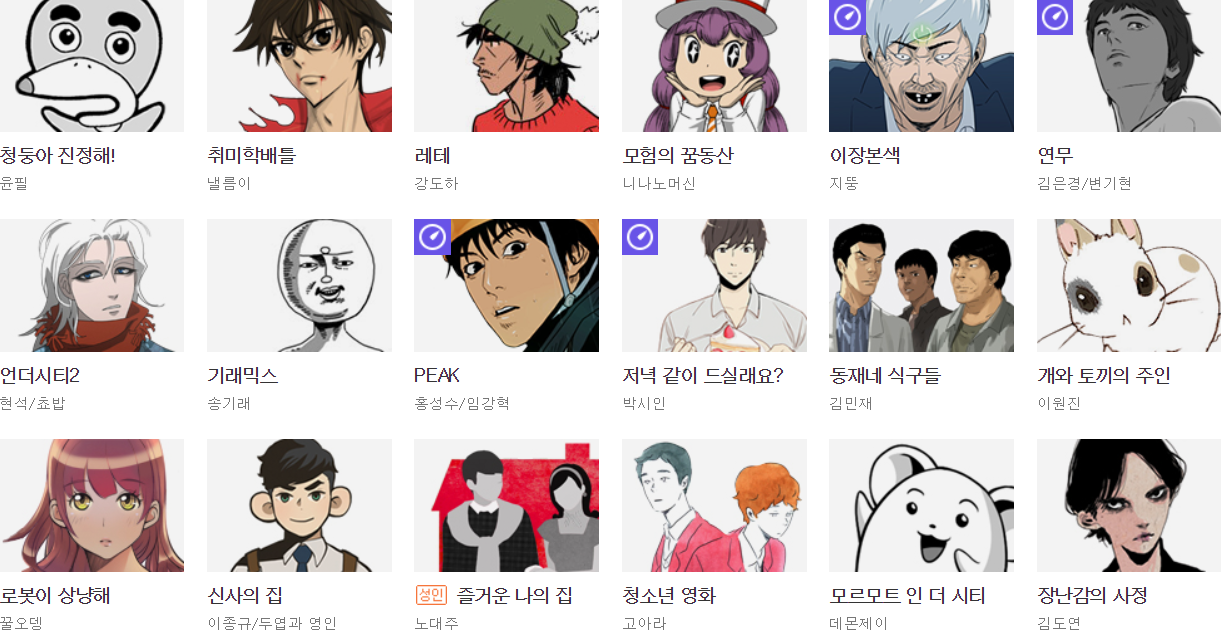 청둥아 진정해! 취미학배틀 레테 모험의 꿈동산 이장본색 연무
윤필 낼름이 강도하 니나노머신 지뚱 김은경/변기현
언더시티2 기래믹스 PEAK 저녁 같이 드실래요? 동재네 식구들 개와 토끼의 주인
현석/쵸밥 송기래 홍성수/임강혁 박시인 김민재 이원진
로봇이 상냥해 신사의 집 성인 즐거운 나의 집 청소년 영화 모르모트 인 더 시티 장난감의 사정
꿀오뎅 이종규/두엽과 영인 노대주 고아라 데몬제이 김도연